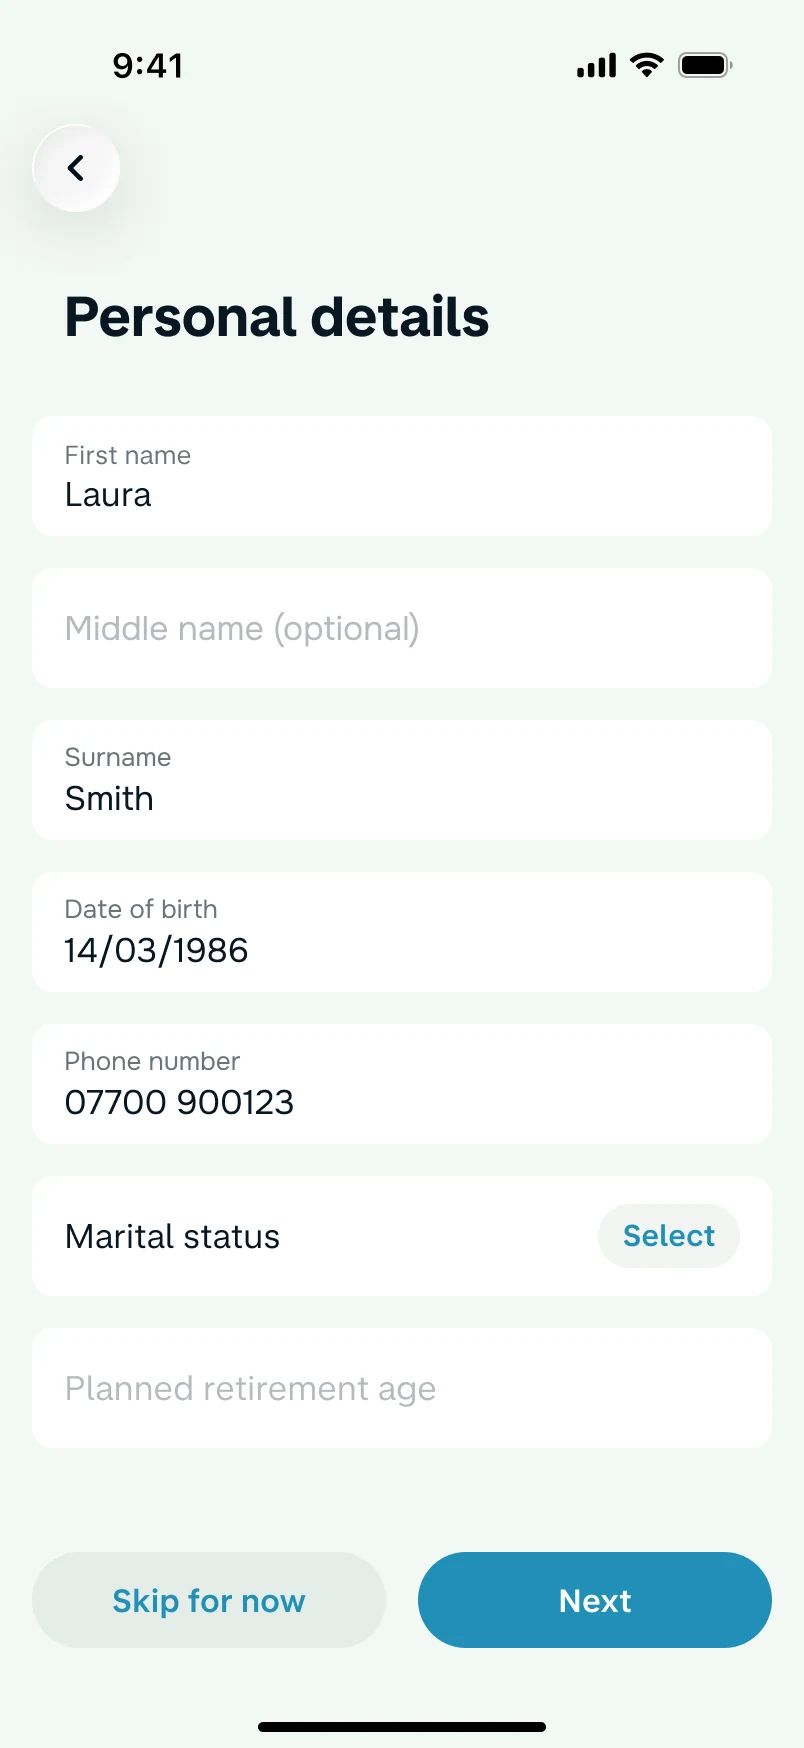 9:41
Personal details
First name
Laura
Middle name (optional)
Surname
Smith
Date of birth
14/03/1986
Phone number
07700 900123
Marital status
Select
Planned retirement age
Skip for now
Next